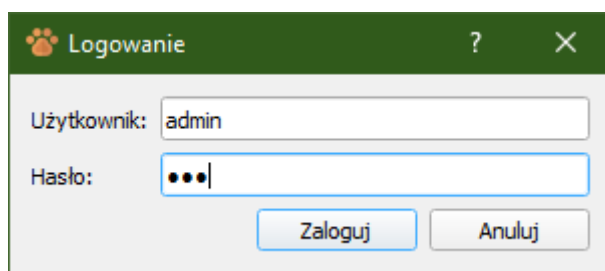 Logowanie ?
Użytkownik: admin
Hasło: •••
Zaloguj Anuluj